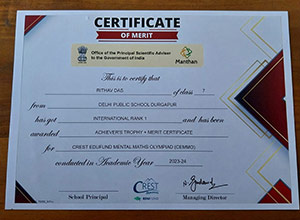 CERTIFICATE
OF MERIT
Office of the Principal Scientific Adviser
to the Government of India
Manthan
This is to certify that
RITHAV DAS of class 7
from DELHI PUBLIC SCHOOL DURGAPUR
has got INTERNATIONAL RANK 1 and has been
awarded ACHIEVER'S TROPHY + MERIT CERTIFICATE
for CREST EDUFUND MENTAL MATHS OLYMPIAD (CEMMO)
conducted in Academic Year 2023-24
CREST
School Principal
Managing Director